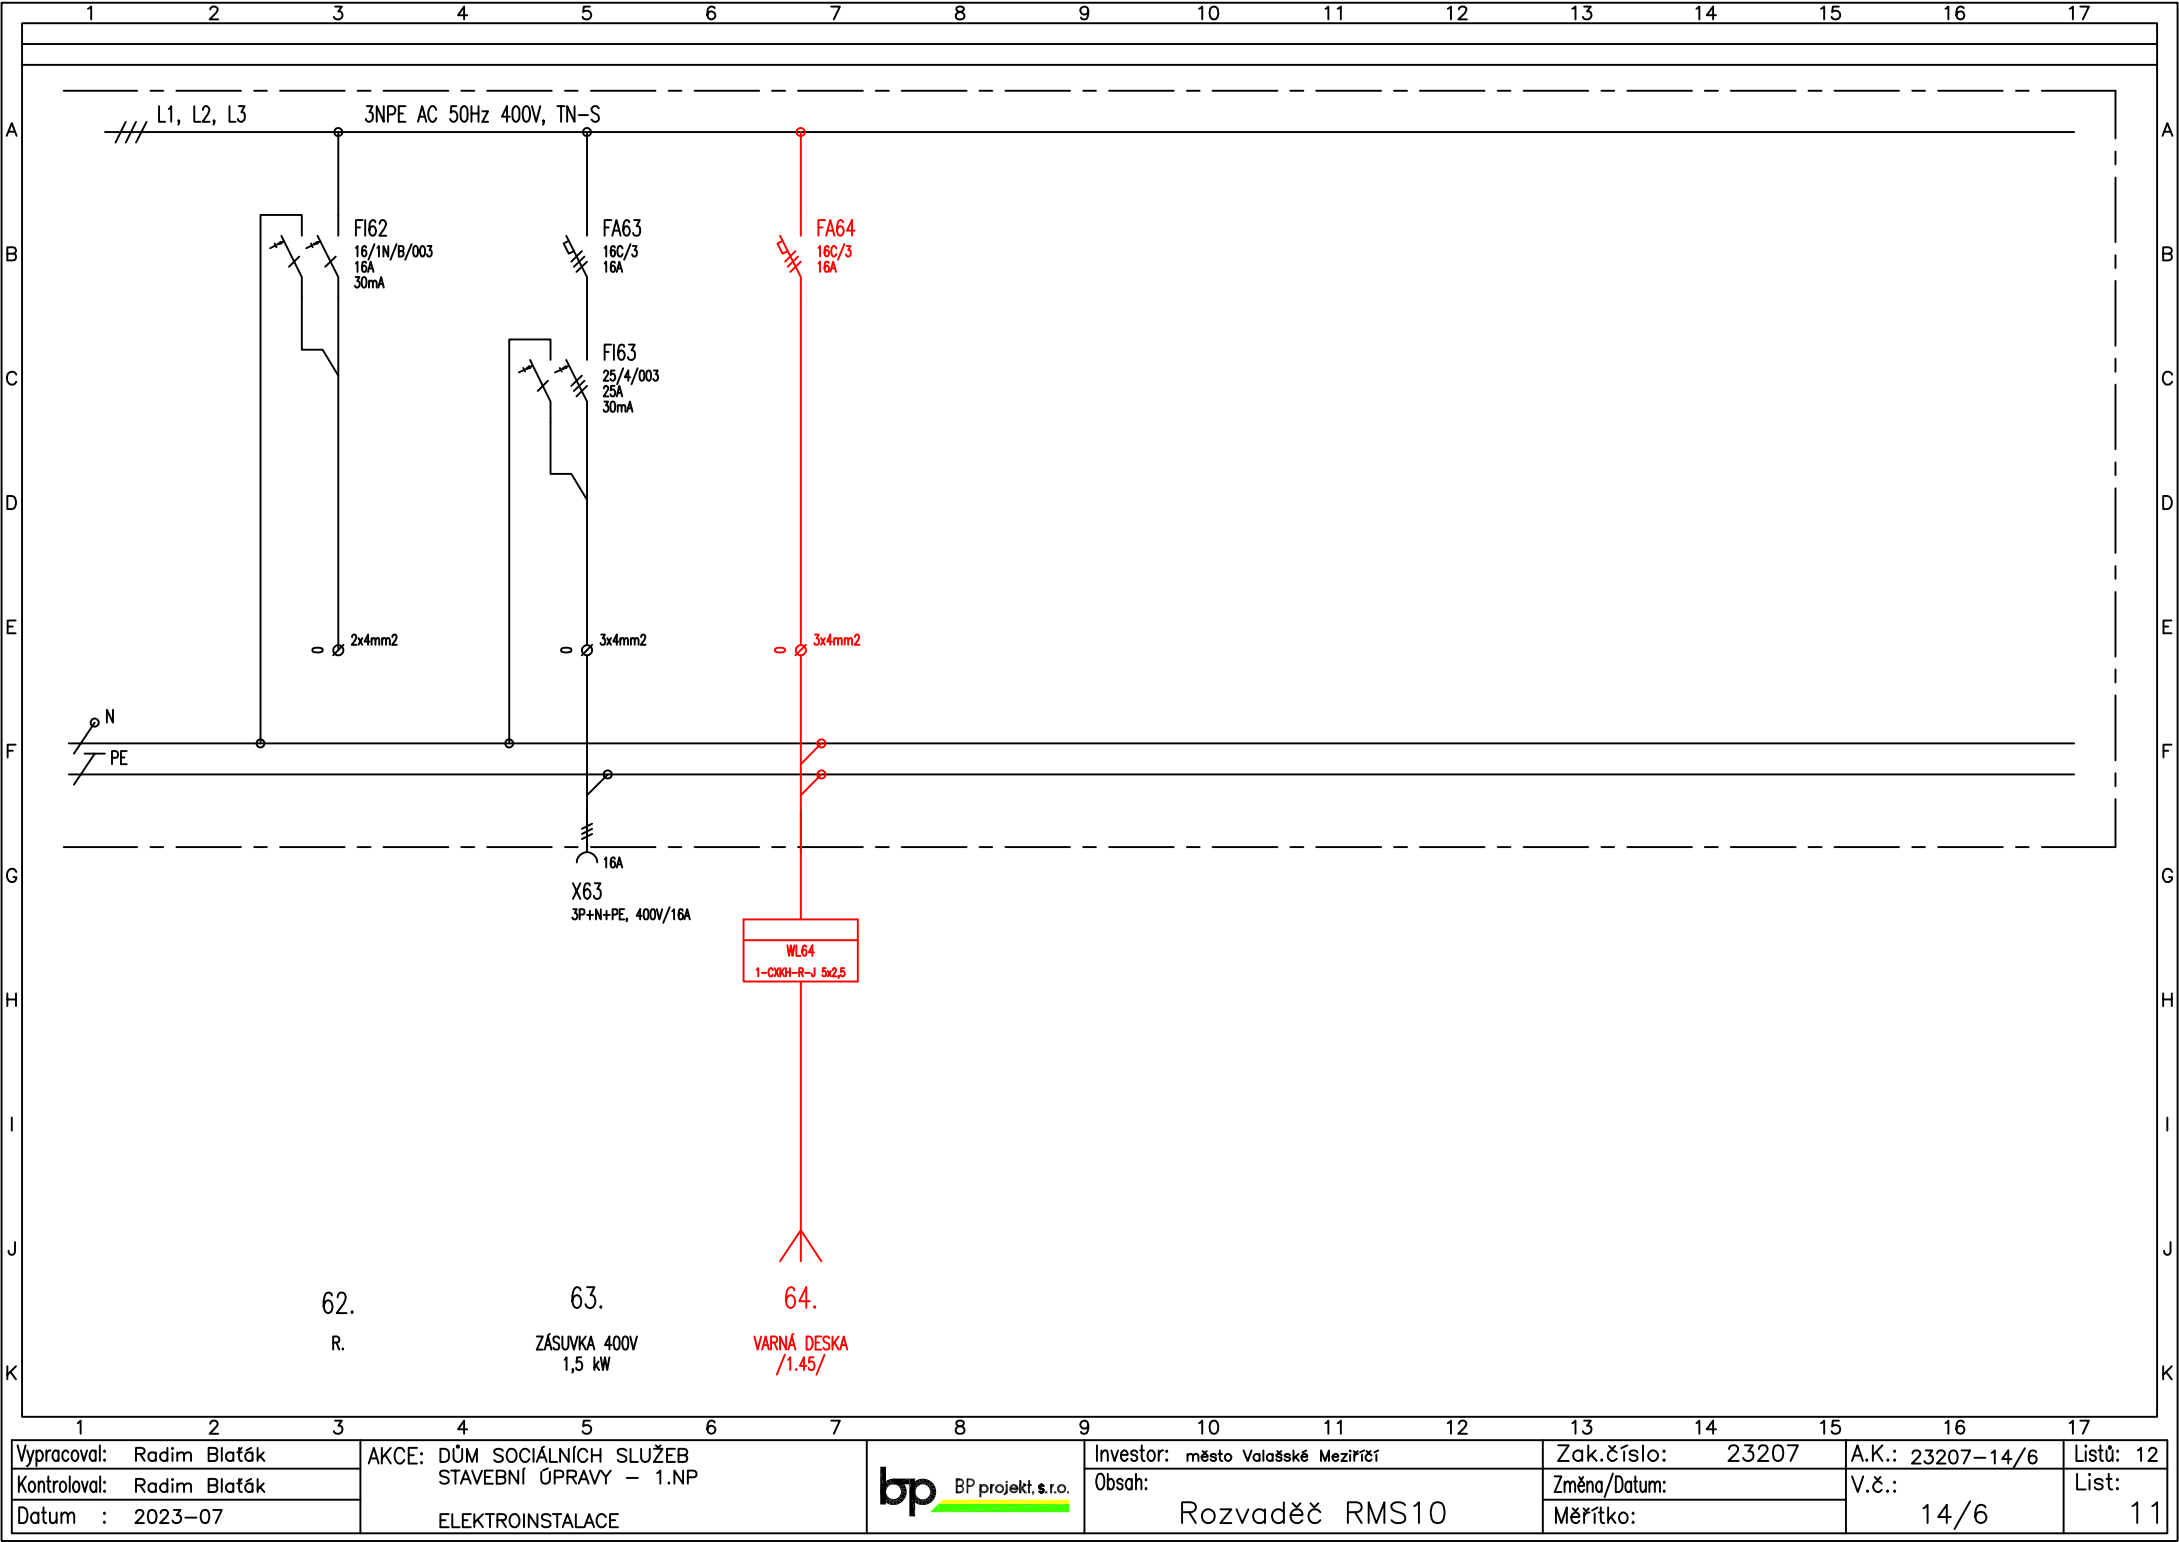 1 2 3 4 5 6 7 8 9 10 11 12 13 14 15 16 17
A A
L1, L2, L3 3NPE AC 50Hz 400V, TN-S
B B
FI62
16/1N/B/003
16A
30mA
FA63
16C/3
16A
FA64
16C/3
16A
C C
FI63
25/4/003
25A
30mA
D D
E E
0 2x4mm2
0 3x4mm2
0 3x4mm2
F F
N
PE
G G
16A
X63
3P+N+PE, 400V/16A
WL64
1-CXKH-R-J 5x2,5
H H
I I
J J
62.
R.
63.
ZÁSUVKA 400V
1,5 kW
64.
VARNÁ DESKA
/1.45/
K K
1 2 3 4 5 6 7 8 9 10 11 12 13 14 15 16 17
Vypracoval: Radim Blaťák
Kontroloval: Radim Blaťák
Datum : 2023-07
AKCE: DŮM SOCIÁLNÍCH SLUŽEB
STAVEBNÍ ÚPRAVY - 1.NP
ELEKTROINSTALACE
bp BP projekt, s.r.o.
Investor: město Valašské Meziříčí
Obsah:
Rozvaděč RMS10
Zak.číslo: 23207
Změna/Datum:
Měřítko:
A.K.: 23207-14/6
V.č.:
14/6
Listů: 12
List:
11